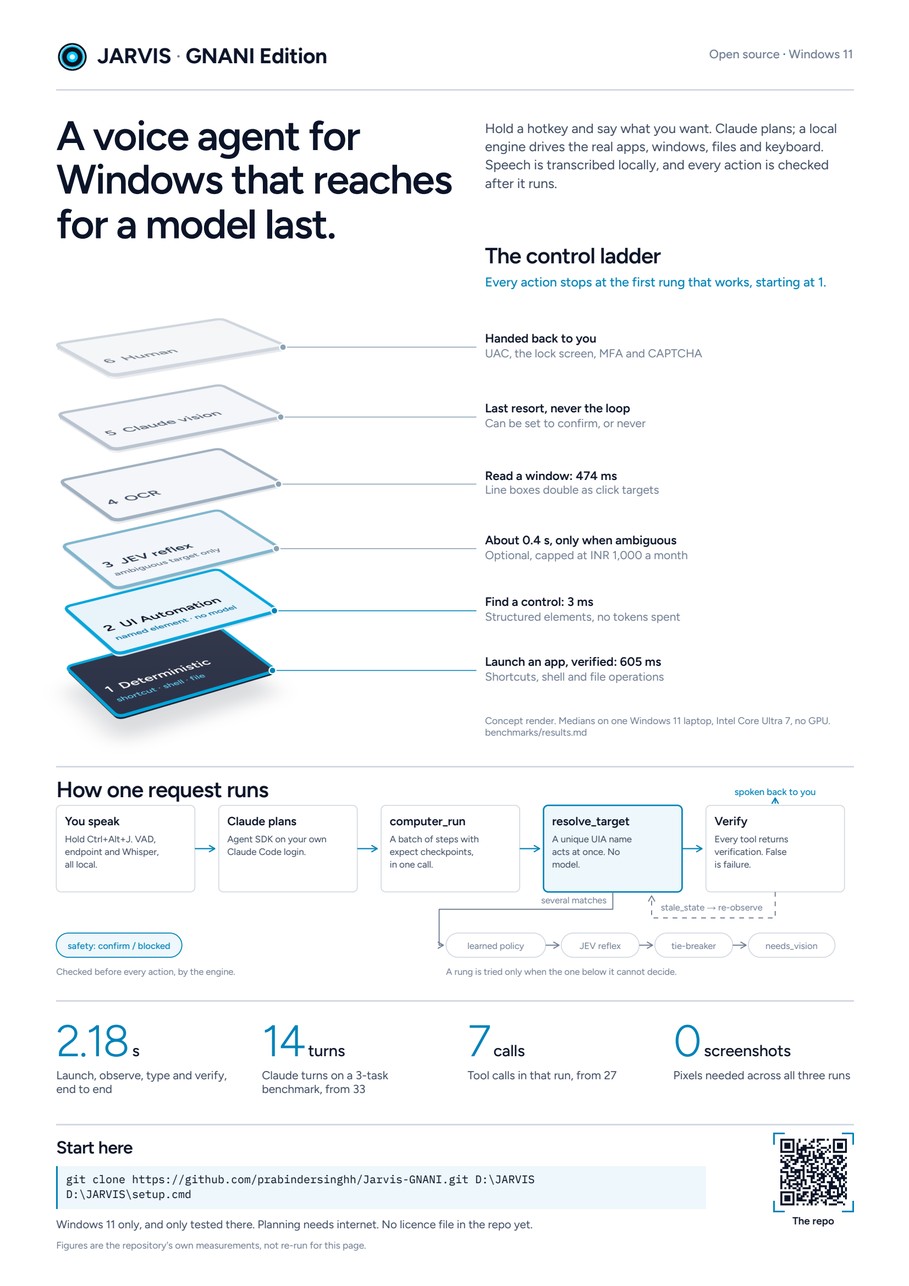 JARVIS · GNANI Edition
Open source · Windows 11
A voice agent for
Windows that reaches
for a model last.
Hold a hotkey and say what you want. Claude plans; a local
engine drives the real apps, windows, files and keyboard.
Speech is transcribed locally, and every action is checked
after it runs.
The control ladder
Every action stops at the first rung that works, starting at 1.
6 Human
Handed back to you
UAC, the lock screen, MFA and CAPTCHA
5 Claude vision
Last resort, never the loop
Can be set to confirm, or never
4 OCR
Read a window: 474 ms
Line boxes double as click targets
3 JEV reflex
ambiguous target only
About 0.4 s, only when ambiguous
Optional, capped at INR 1,000 a month
2 UI Automation
named element · no model
Find a control: 3 ms
Structured elements, no tokens spent
1 Deterministic
shortcut · shell · file
Launch an app, verified: 605 ms
Shortcuts, shell and file operations
Concept render. Medians on one Windows 11 laptop, Intel Core Ultra 7, no GPU.
benchmarks/results.md
How one request runs
spoken back to you
You speak
Hold Ctrl+Alt+J. VAD,
endpoint and Whisper,
all local.
Claude plans
Agent SDK on your own
Claude Code login.
computer_run
A batch of steps with
expect checkpoints,
in one call.
resolve_target
A unique UIA name
acts at once. No
model.
Verify
Every tool returns
verification. False
is failure.
several matches
stale_state → re-observe
safety: confirm / blocked
learned policy
JEV reflex
tie-breaker
needs_vision
Checked before every action, by the engine.
A rung is tried only when the one below it cannot decide.
2.18 s
Launch, observe, type and verify,
end to end
14 turns
Claude turns on a 3-task
benchmark, from 33
7 calls
Tool calls in that run, from 27
0 screenshots
Pixels needed across all three runs
Start here
git clone https://github.com/prabindersinghh/Jarvis-GNANI.git D:\JARVIS
D:\JARVIS\setup.cmd
The repo
Windows 11 only, and only tested there. Planning needs internet. No licence file in the repo yet.
Figures are the repository's own measurements, not re-run for this page.